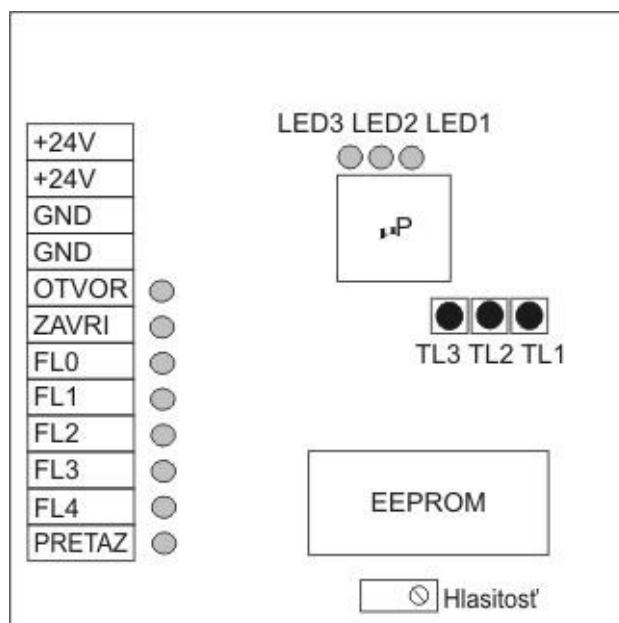 LED3 LED2 LED1
+24V
+24V
GND
GND
OTVOR
ZAVRI
FL0
FL1
FL2
FL3
FL4
PRETAZ
µP
TL3 TL2 TL1
EEPROM
Hlasitosť